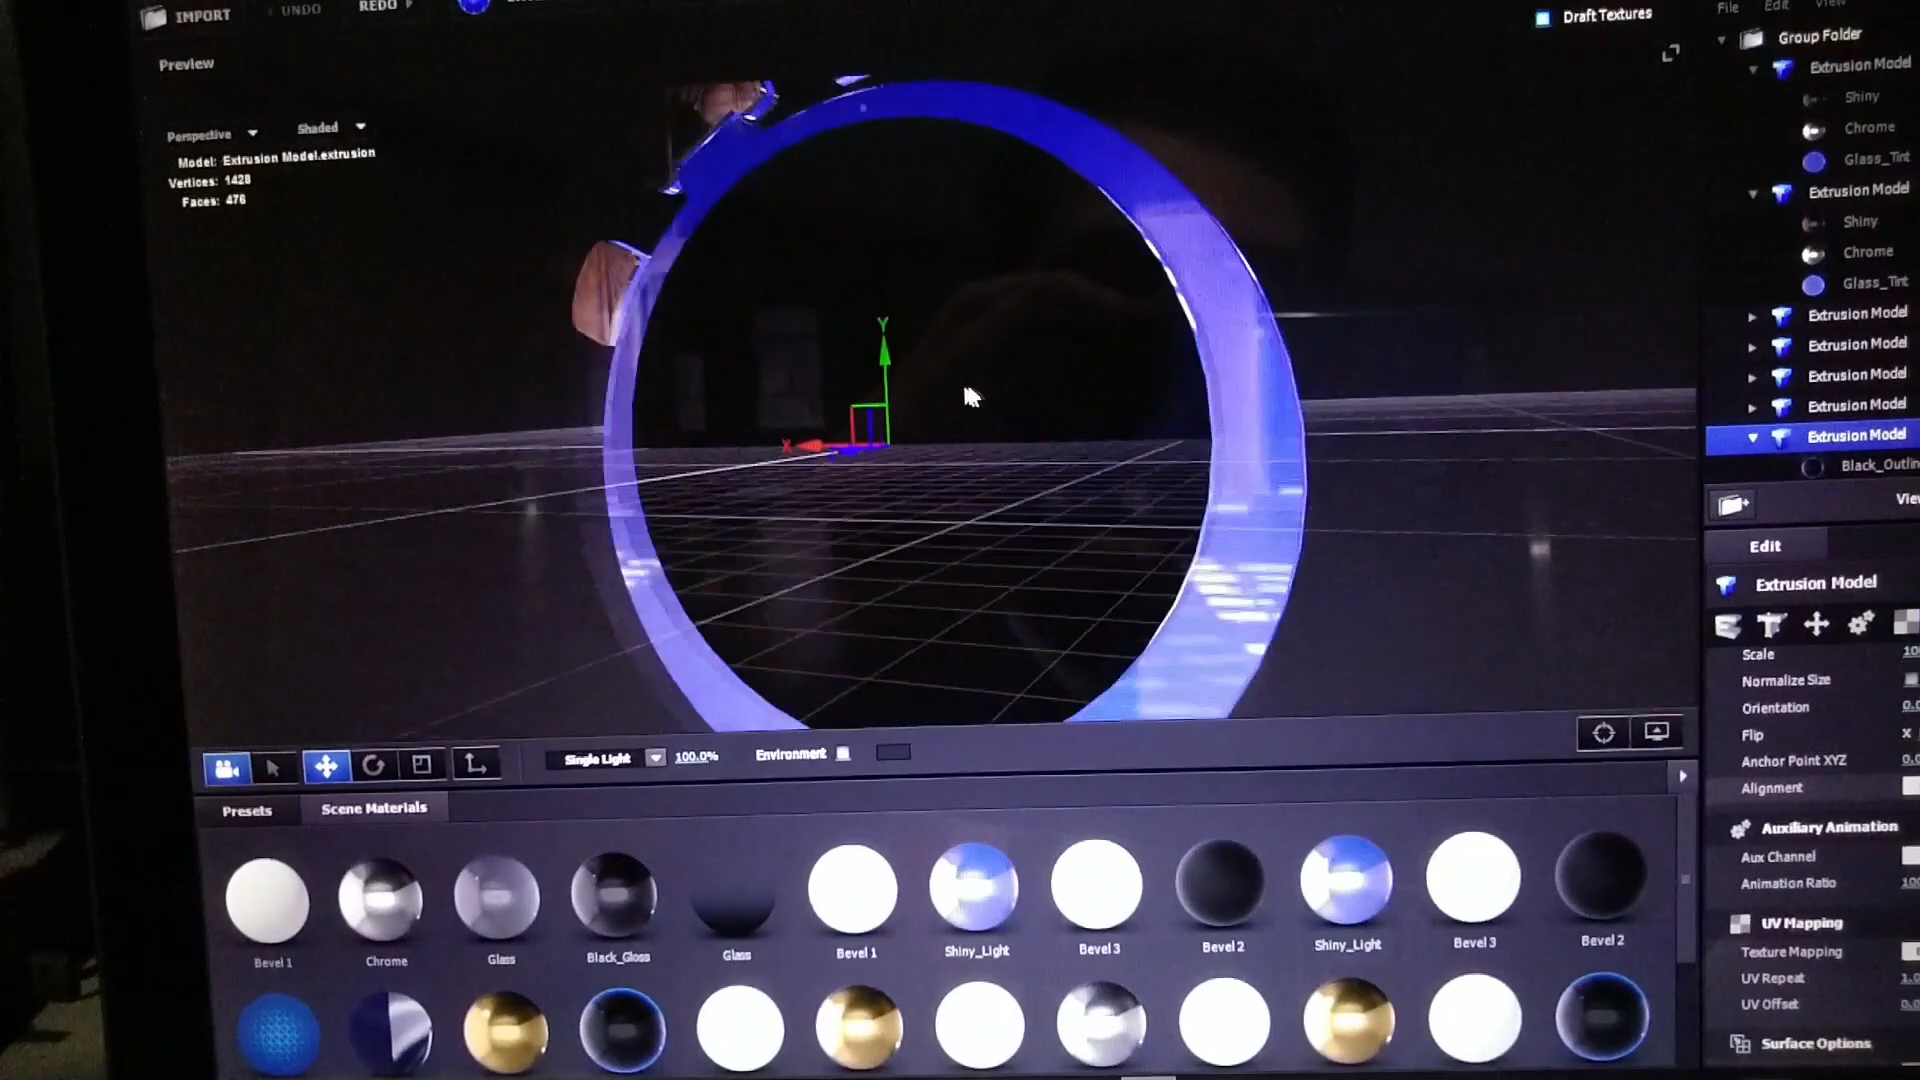 IMPORT
UNDO
REDO
Draft Textures
Preview
Perspective
Shaded
Model: Extrusion Model.extrusion
Vertices: 1428
Faces: 476
Y
X
File Edit View
Group Folder
Extrusion Model
Shiny
Chrome
Glass_Tint
Extrusion Model
Shiny
Chrome
Glass_Tint
Extrusion Model
Extrusion Model
Extrusion Model
Extrusion Model
Extrusion Model
Black_Outlin
Edit
Extrusion Model
Scale
Normalize Size
Orientation
Flip X
Anchor Point XYZ
Alignment
Auxiliary Animation
Aux Channel
Animation Ratio
UV Mapping
Texture Mapping
UV Repeat
UV Offset
Surface Options
Single Light
100.0%
Environment
Presets
Scene Materials
Bevel 1
Chrome
Glass
Black_Gloss
Glass
Bevel 1
Shiny_Light
Bevel 3
Bevel 2
Shiny_Light
Bevel 3
Bevel 2